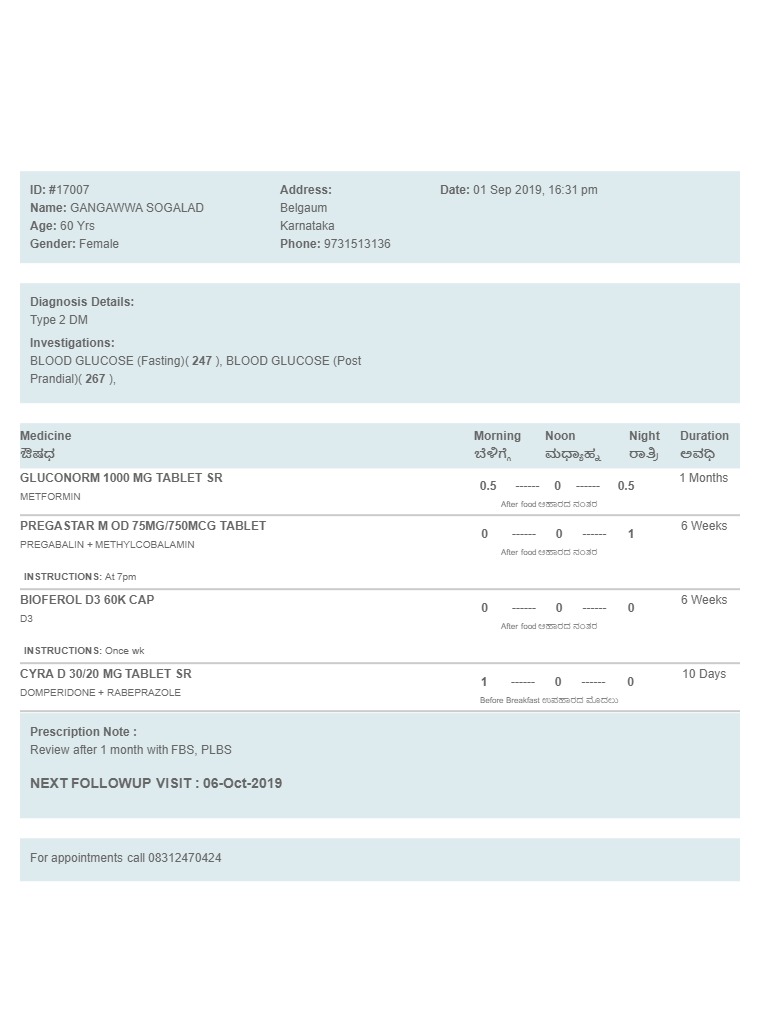 ID: #17007
Name: GANGAWWA SOGALAD
Age: 60 Yrs
Gender: Female
Address:
Belgaum
Karnataka
Phone: 9731513136
Date: 01 Sep 2019, 16:31 pm
Diagnosis Details:
Type 2 DM
Investigations:
BLOOD GLUCOSE (Fasting)( 247 ), BLOOD GLUCOSE (Post
Prandial)( 267 ),
Medicine Morning Noon Night Duration
ಔಷಧ ಬೆಳಿಗ್ಗೆ ಮಧ್ಯಾಹ್ನ ರಾತ್ರಿ ಅವಧಿ
GLUCONORM 1000 MG TABLET SR 0.5 ------ 0 ------ 0.5 1 Months
METFORMIN
After food ಆಹಾರದ ನಂತರ
PREGASTAR M OD 75MG/750MCG TABLET 0 ------ 0 ------ 1 6 Weeks
PREGABALIN + METHYLCOBALAMIN
After food ಆಹಾರದ ನಂತರ
INSTRUCTIONS: At 7pm
BIOFEROL D3 60K CAP 0 ------ 0 ------ 0 6 Weeks
D3
After food ಆಹಾರದ ನಂತರ
INSTRUCTIONS: Once wk
CYRA D 30/20 MG TABLET SR 1 ------ 0 ------ 0 10 Days
DOMPERIDONE + RABEPRAZOLE
Before Breakfast ಉಪಹಾರದ ಮೊದಲು
Prescription Note :
Review after 1 month with FBS, PLBS
NEXT FOLLOWUP VISIT : 06-Oct-2019
For appointments call 08312470424